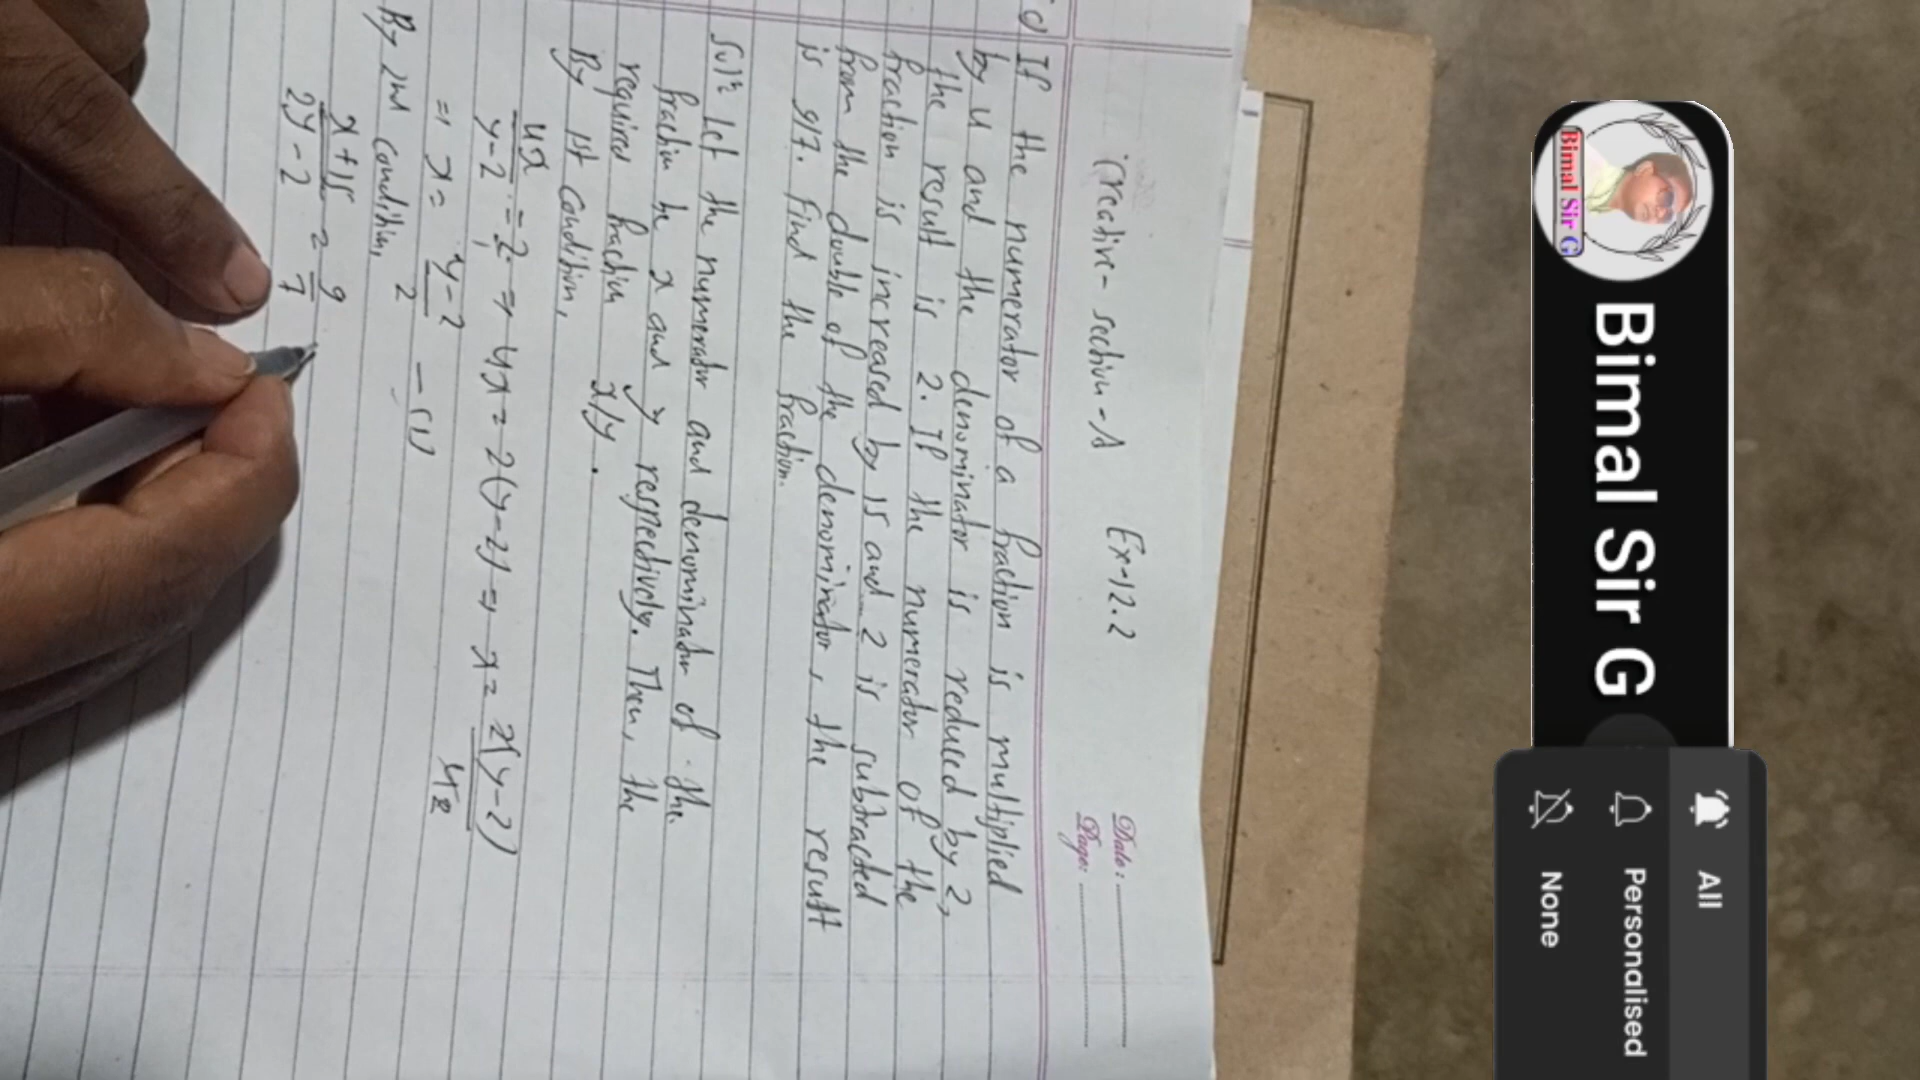 Date:
Page:
Creative- section-A Ex-12.2
If the numerator of a fraction is multiplied
by 4 and the denominator is reduced by 2,
the result is 2. If the numerator of the
fraction is increased by 15 and 2 is subtracted
from the double of the denominator, the result
is 9/7. Find the fraction.
Solⁿ Let the numerator and denominator of the
fraction be x and y respectively. Then, the
required fraction x/y.
By 1st condition,
4x/y-2 = 2 ⇒ 4x = 2(y-2) ⇒ x = 2(y-2)/4 2
⇒ x = y-2/2 - (1)
By 2nd condition,
x+15/2y-2 = 9/7
Bimal Sir G
Bimal Sir G
All
Personalised
None